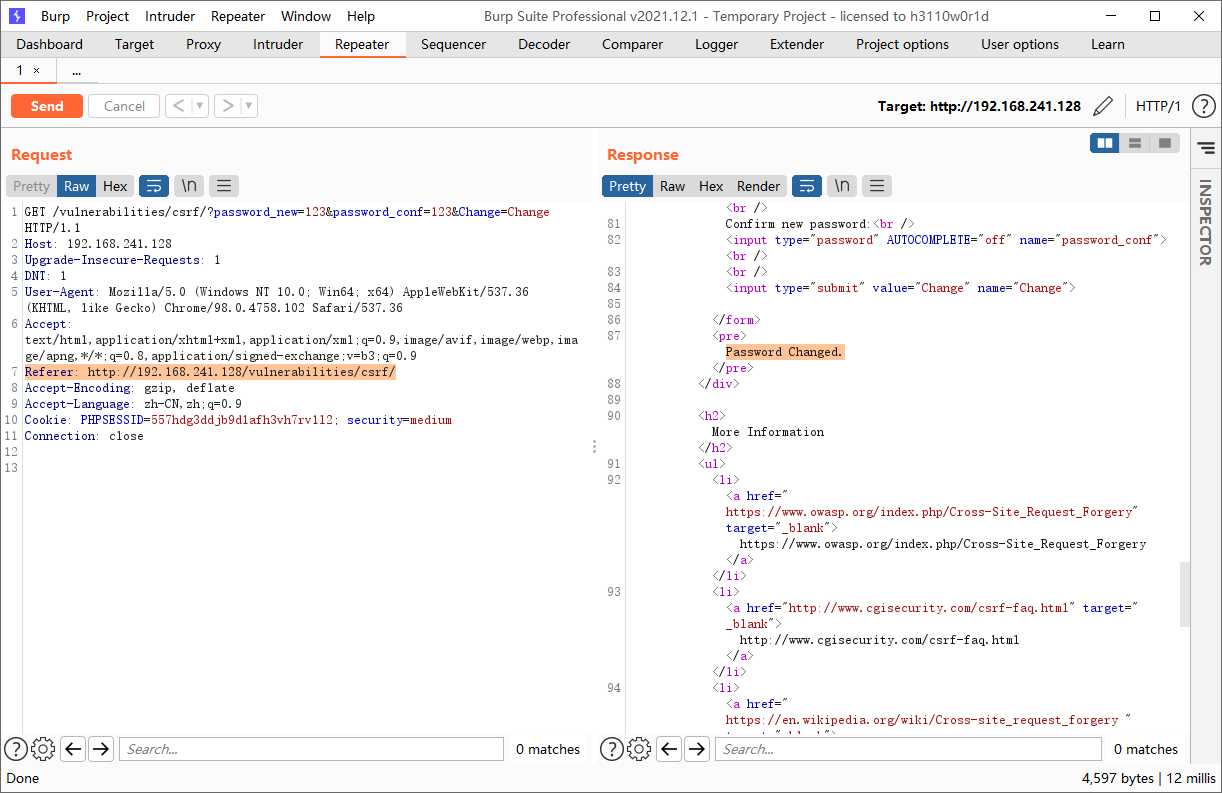 Burp Project Intruder Repeater Window Help Burp Suite Professional v2021.12.1 - Temporary Project - licensed to h3110w0r1d
Dashboard Target Proxy Intruder Repeater Sequencer Decoder Comparer Logger Extender Project options User options Learn
1 × ...
Send Cancel < > Target: http://192.168.241.128 HTTP/1 ?
Request
Pretty Raw Hex \n
1 GET /vulnerabilities/csrf/?password_new=123&password_conf=123&Change=Change
HTTP/1.1
2 Host: 192.168.241.128
3 Upgrade-Insecure-Requests: 1
4 DNT: 1
5 User-Agent: Mozilla/5.0 (Windows NT 10.0; Win64; x64) AppleWebKit/537.36
(KHTML, like Gecko) Chrome/98.0.4758.102 Safari/537.36
6 Accept:
text/html,application/xhtml+xml,application/xml;q=0.9,image/avif,image/webp,ima
ge/apng,*/*;q=0.8,application/signed-exchange;v=b3;q=0.9
7 Referer: http://192.168.241.128/vulnerabilities/csrf/
8 Accept-Encoding: gzip, deflate
9 Accept-Language: zh-CN,zh;q=0.9
10 Cookie: PHPSESSID=557hdg3ddjb9dlafh3vh7rvll2; security=medium
11 Connection: close
12
13
? Search... 0 matches
Response
Pretty Raw Hex Render \n
<br />
81 Confirm new password:<br />
82 <input type="password" AUTOCOMPLETE="off" name="password_conf">
<br />
83 <br />
84 <input type="submit" value="Change" name="Change">
85
86 </form>
87 <pre>
Password Changed.
</pre>
88 </div>
89
90 <h2>
More Information
</h2>
91 <ul>
92 <li>
<a href="
https://www.owasp.org/index.php/Cross-Site_Request_Forgery"
target="_blank">
https://www.owasp.org/index.php/Cross-Site_Request_Forgery
</a>
</li>
93 <li>
<a href="http://www.cgisecurity.com/csrf-faq.html" target="
_blank">
http://www.cgisecurity.com/csrf-faq.html
</a>
</li>
94 <li>
<a href="
https://en.wikipedia.org/wiki/Cross-site_request_forgery "
? Search... 0 matches
INSPECTOR
Done 4,597 bytes | 12 millis